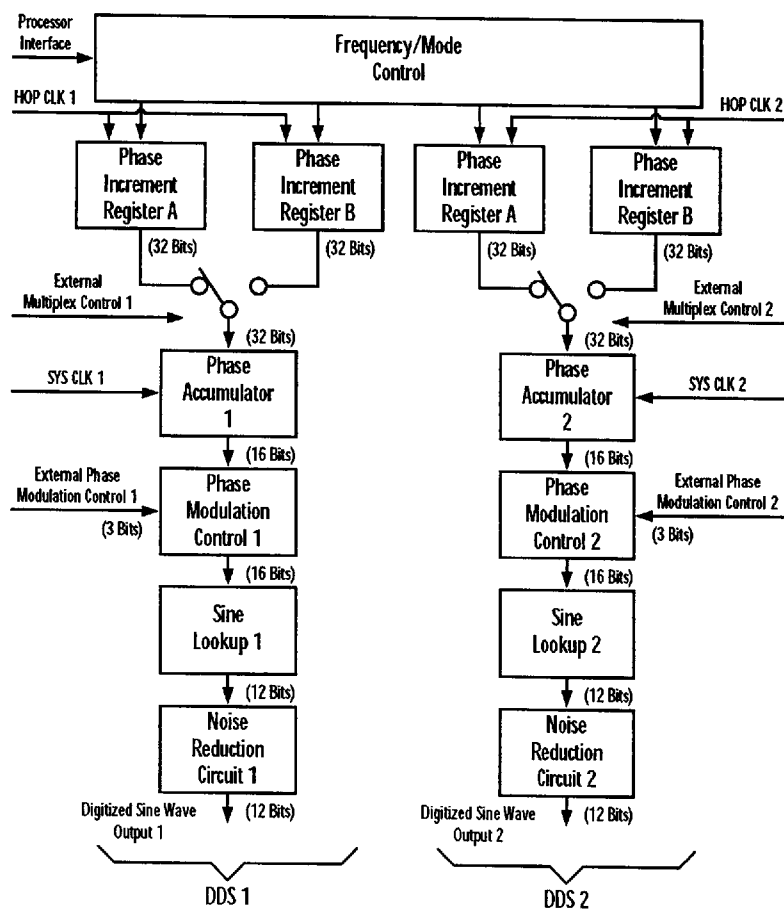 Processor
Interface
Frequency/Mode
Control
HOP CLK 1
HOP CLK 2
Phase
Increment
Register A
Phase
Increment
Register B
Phase
Increment
Register A
Phase
Increment
Register B
(32 Bits)
(32 Bits)
(32 Bits)
(32 Bits)
External
Multiplex Control 1
External
Multiplex Control 2
(32 Bits)
(32 Bits)
SYS CLK 1
Phase
Accumulator
1
Phase
Accumulator
2
SYS CLK 2
(16 Bits)
(16 Bits)
External Phase
Modulation Control 1
(3 Bits)
Phase
Modulation
Control 1
Phase
Modulation
Control 2
External Phase
Modulation Control 2
(3 Bits)
(16 Bits)
(16 Bits)
Sine
Lookup 1
Sine
Lookup 2
(12 Bits)
(12 Bits)
Noise
Reduction
Circuit 1
Noise
Reduction
Circuit 2
Digitized Sine Wave
Output 1
(12 Bits)
Digitized Sine Wave
Output 2
(12 Bits)
DDS 1
DDS 2